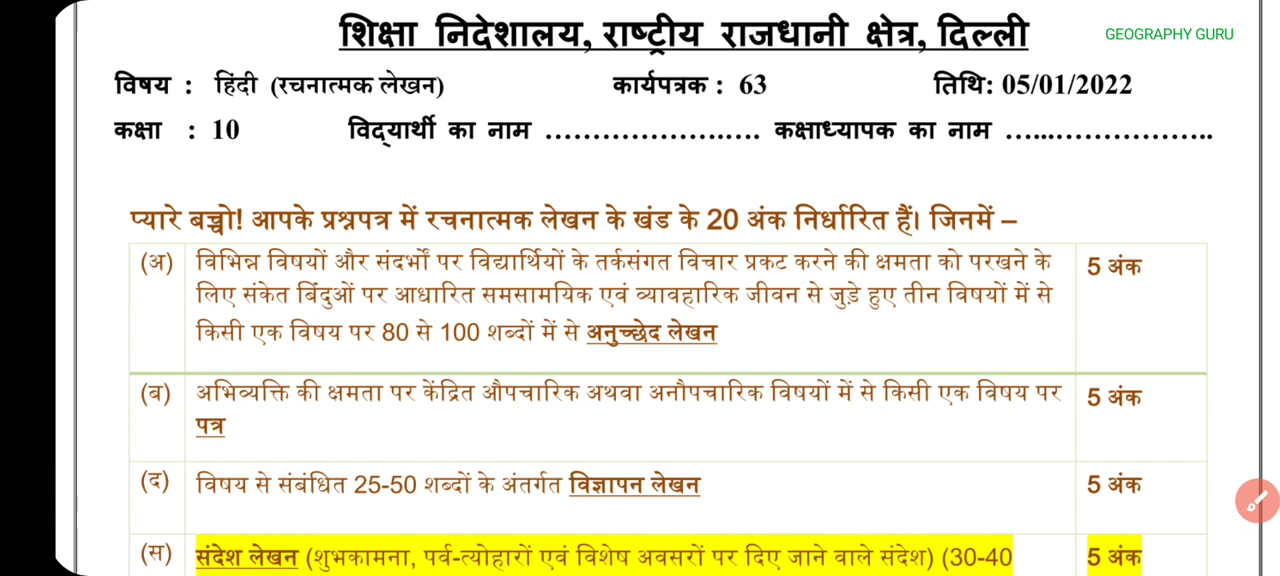 शिक्षा निदेशालय, राष्ट्रीय राजधानी क्षेत्र, दिल्ली
GEOGRAPHY GURU
विषय : हिंदी (रचनात्मक लेखन) कार्यपत्रक : 63 तिथि: 05/01/2022
कक्षा : 10 विद्यार्थी का नाम ………………….…. कक्षाध्यापक का नाम …...……………..
प्यारे बच्चो! आपके प्रश्नपत्र में रचनात्मक लेखन के खंड के 20 अंक निर्धारित हैं। जिनमें –
(अ) विभिन्न विषयों और संदर्भों पर विद्यार्थियों के तर्कसंगत विचार प्रकट करने की क्षमता को परखने के 5 अंक
लिए संकेत बिंदुओं पर आधारित समसामयिक एवं व्यावहारिक जीवन से जुड़े हुए तीन विषयों में से
किसी एक विषय पर 80 से 100 शब्दों में से अनुच्छेद लेखन
(ब) अभिव्यक्ति की क्षमता पर केंद्रित औपचारिक अथवा अनौपचारिक विषयों में से किसी एक विषय पर 5 अंक
पत्र
(द) विषय से संबंधित 25-50 शब्दों के अंतर्गत विज्ञापन लेखन 5 अंक
(स) संदेश लेखन (शुभकामना, पर्व-त्योहारों एवं विशेष अवसरों पर दिए जाने वाले संदेश) (30-40 5 अंक